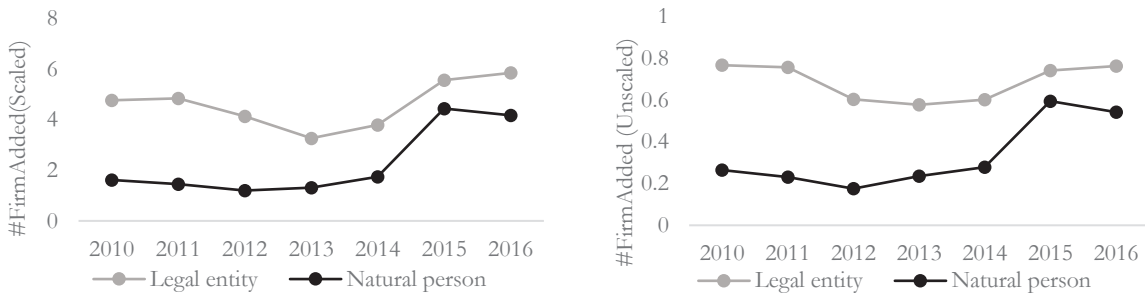 #FirmAdded(Scaled)
8
6
4
2
0
2010 2011 2012 2013 2014 2015 2016
Legal entity Natural person
#FirmAdded (Unscaled)
1
0.8
0.6
0.4
0.2
0
2010 2011 2012 2013 2014 2015 2016
Legal entity Natural person